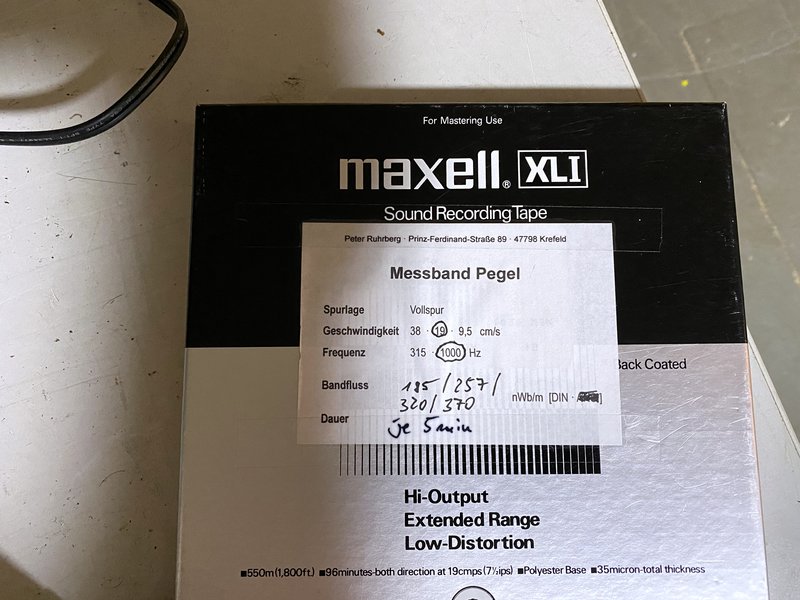 For Mastering Use
maxell® XLI
Sound Recording Tape
Peter Ruhrberg · Prinz-Ferdinand-Straße 89 · 47798 Krefeld
Messband Pegel
Spurlage Vollspur
Geschwindigkeit 38 · 19 · 9,5 cm/s
Frequenz 315 · 1000 Hz
Back Coated
Bandfluss 185/257/
320/370 nWb/m [DIN · ]
Dauer je 5 min
Hi-Output
Extended Range
Low-Distortion
■550m(1,800ft.) ■96minutes-both direction at 19cmps(7½ips) ■Polyester Base ■35micron-total thickness